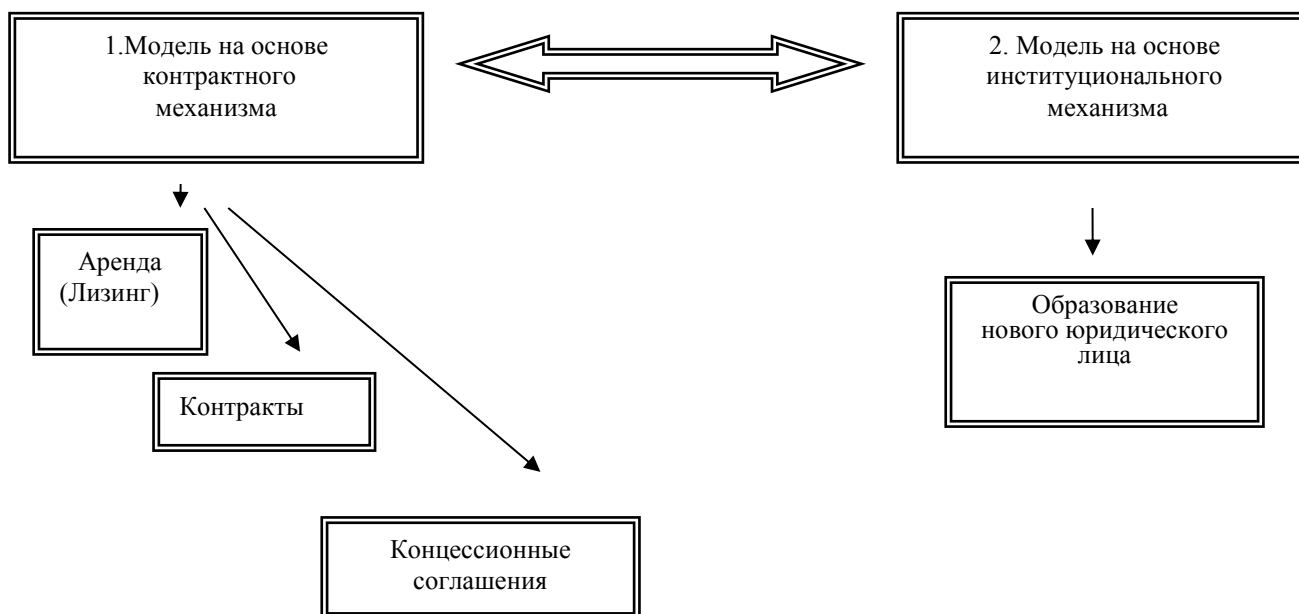 1.Модель на основе
контрактного
механизма
2. Модель на основе
институционального
механизма
Аренда
(Лизинг)
Контракты
Концессионные
соглашения
Образование
нового юридического
лица